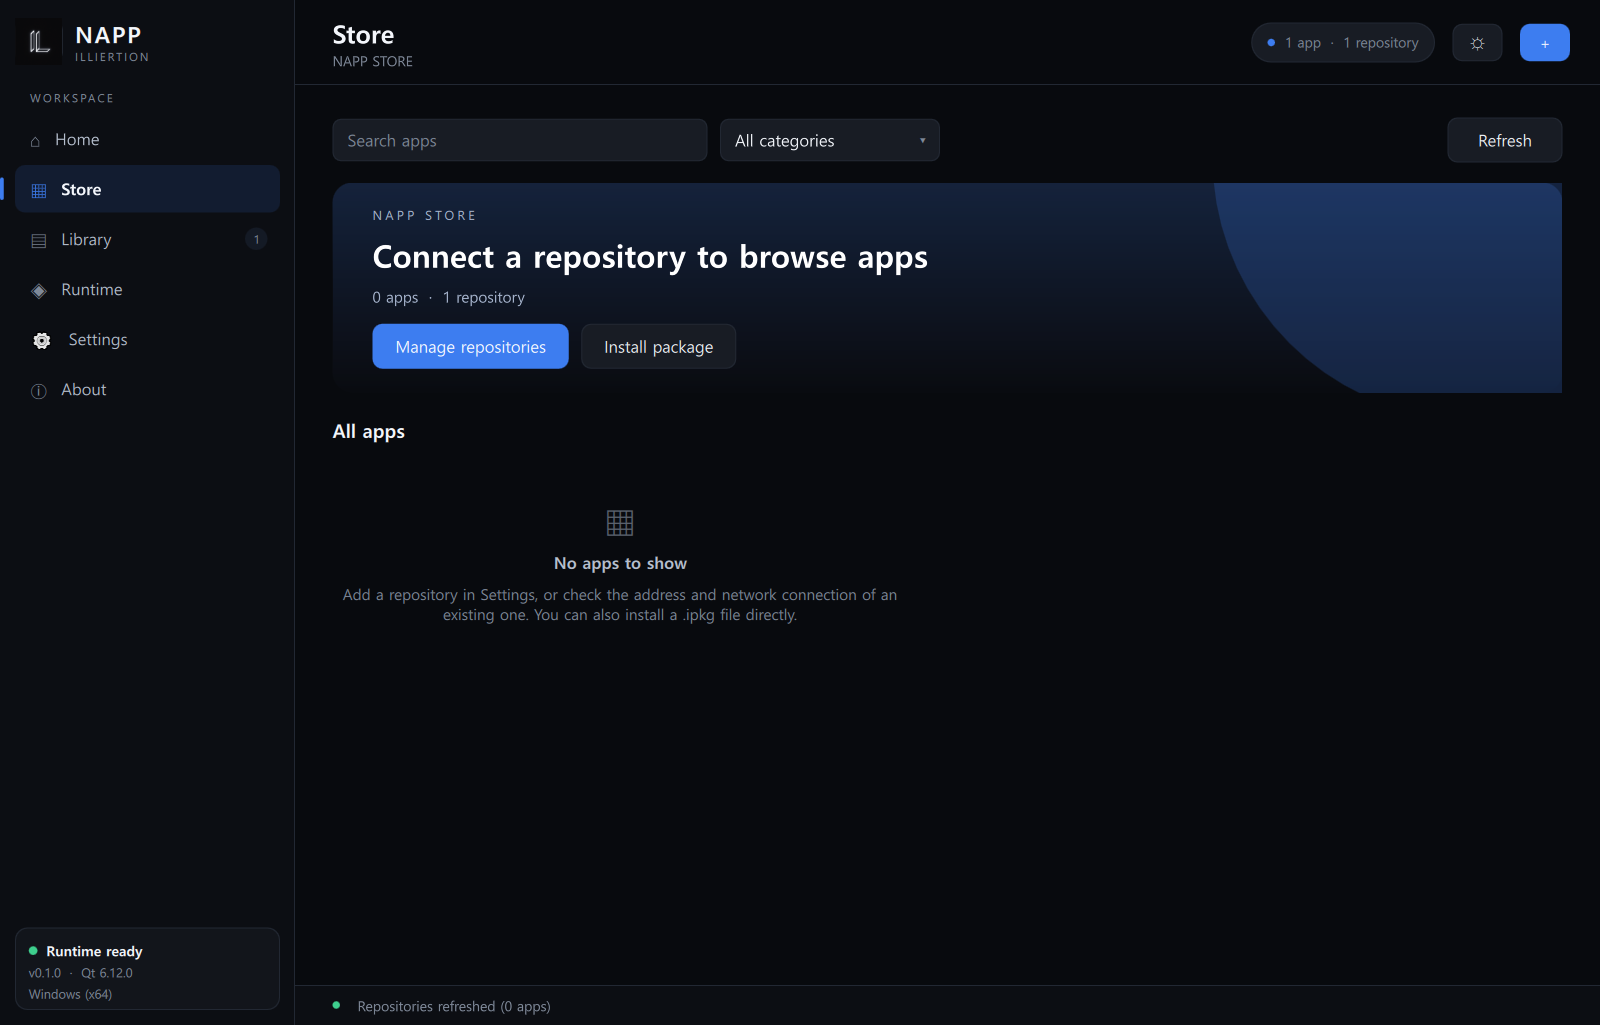 NAPP
ILLIERTION
WORKSPACE
Home
Store
Library 1
Runtime
Settings
About
Runtime ready
v0.1.0 · Qt 6.12.0
Windows (x64)
Store
NAPP STORE
1 app · 1 repository
+
Search apps
All categories
Refresh
NAPP STORE
Connect a repository to browse apps
0 apps · 1 repository
Manage repositories
Install package
All apps
No apps to show
Add a repository in Settings, or check the address and network connection of an
existing one. You can also install a .ipkg file directly.
Repositories refreshed (0 apps)